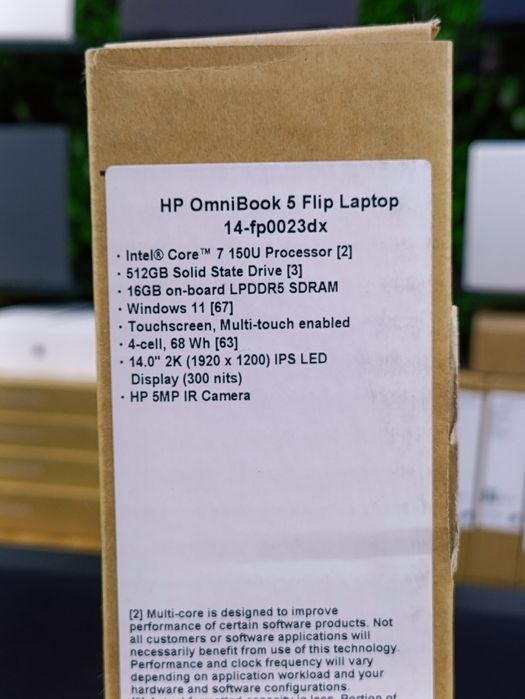 HP OmniBook 5 Flip Laptop
14-fp0023dx
· Intel® Core™ 7 150U Processor [2]
· 512GB Solid State Drive [3]
· 16GB on-board LPDDR5 SDRAM
· Windows 11 [67]
· Touchscreen, Multi-touch enabled
· 4-cell, 68 Wh [63]
· 14.0" 2K (1920 x 1200) IPS LED
Display (300 nits)
· HP 5MP IR Camera
[2] Multi-core is designed to improve
performance of certain software products. Not
all customers or software applications will
necessarily benefit from use of this technology.
Performance and clock frequency will vary
depending on application workload and your
hardware and software configurations.